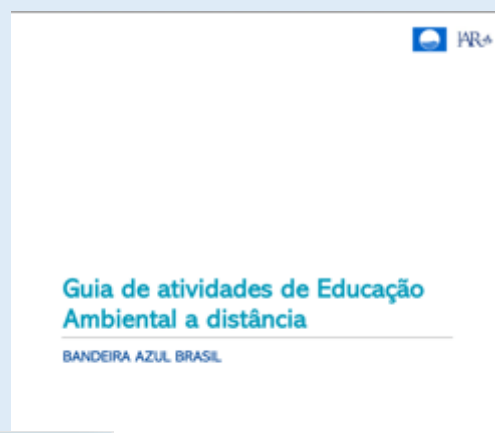 IAR
Guia de atividades de Educação
Ambiental a distância
BANDEIRA AZUL BRASIL